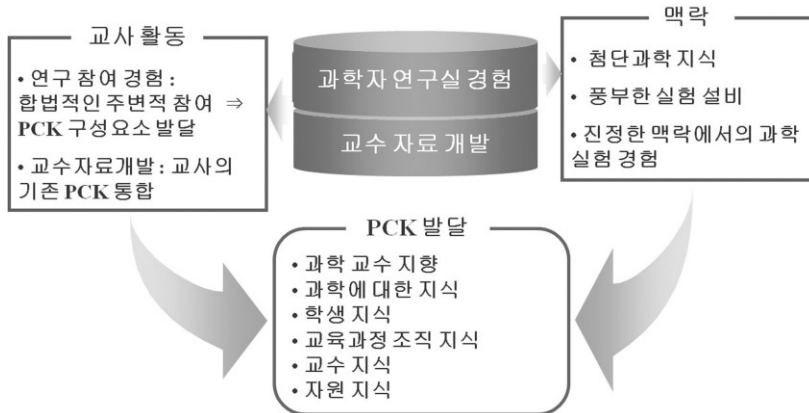 교사 활동
• 연구 참여 경험 :
합법적인 주변적 참여 ⇒
PCK 구성요소 발달
• 교수자료개발 : 교사의
기존 PCK 통합
과학자 연구실 경험
교수 자료 개발
맥락
• 첨단과학 지식
• 풍부한 실험 설비
• 진정한 맥락에서의 과학
실험 경험
PCK 발달
• 과학 교수 지향
• 과학에 대한 지식
• 학생 지식
• 교육과정 조직 지식
• 교수 지식
• 자원 지식